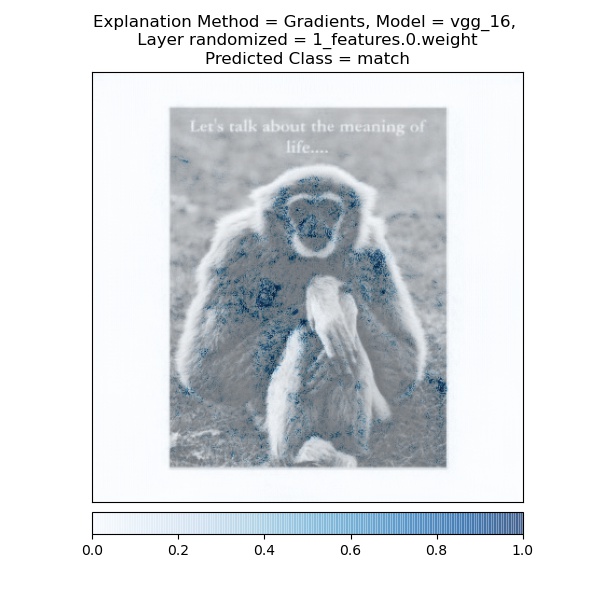 Explanation Method = Gradients, Model = vgg_16,
Layer randomized = 1_features.0.weight
Predicted Class = match
Let's talk about the meaning of
life....
0.0 0.2 0.4 0.6 0.8 1.0